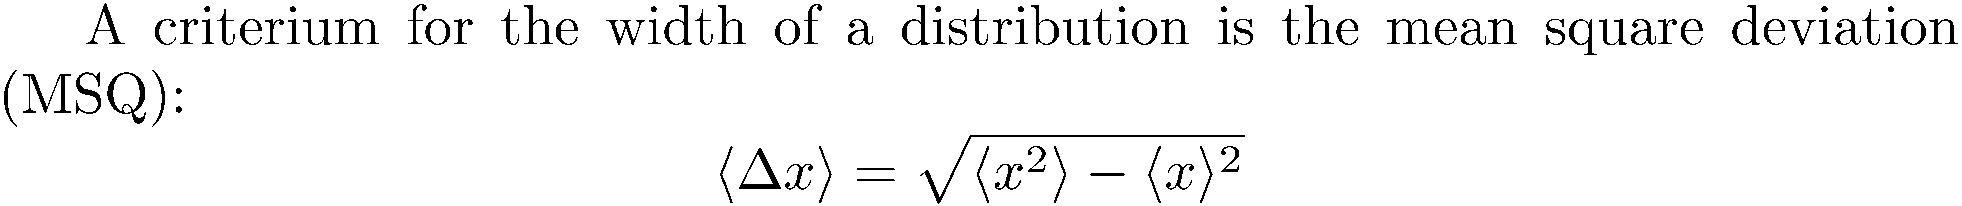 A criterium for the width of a distribution is the mean square deviation
(MSQ):
⟨Δx⟩ = √(⟨x²⟩ − ⟨x⟩²)